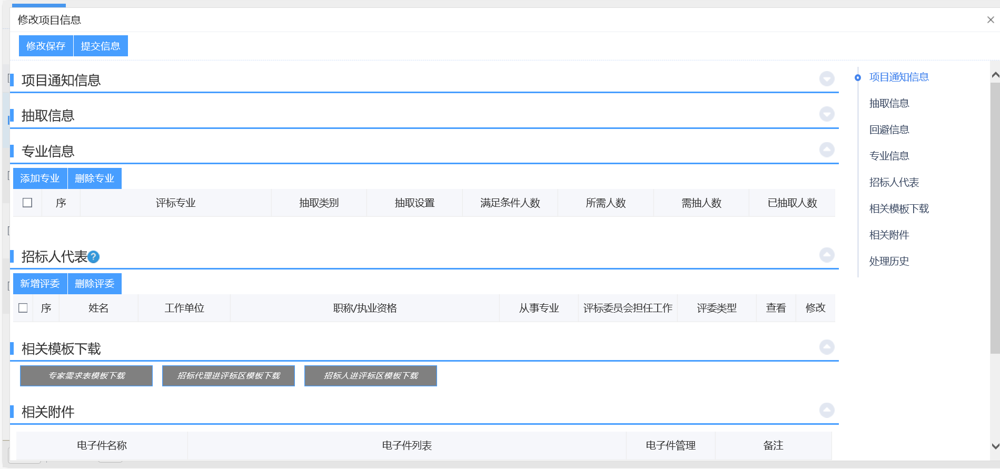 修改项目信息
修改保存 提交信息
项目通知信息
抽取信息
专业信息
添加专业 删除专业
序 评标专业 抽取类别 抽取设置 满足条件人数 所需人数 需抽人数 已抽取人数
招标人代表?
新增评委 删除评委
序 姓名 工作单位 职称/执业资格 从事专业 评标委员会担任工作 评委类型 查看 修改
相关模板下载
专家需求表模板下载 招标代理进评标区模板下载 招标人进评标区模板下载
相关附件
电子件名称 电子件列表 电子件管理 备注
项目通知信息
抽取信息
回避信息
专业信息
招标人代表
相关模板下载
相关附件
处理历史